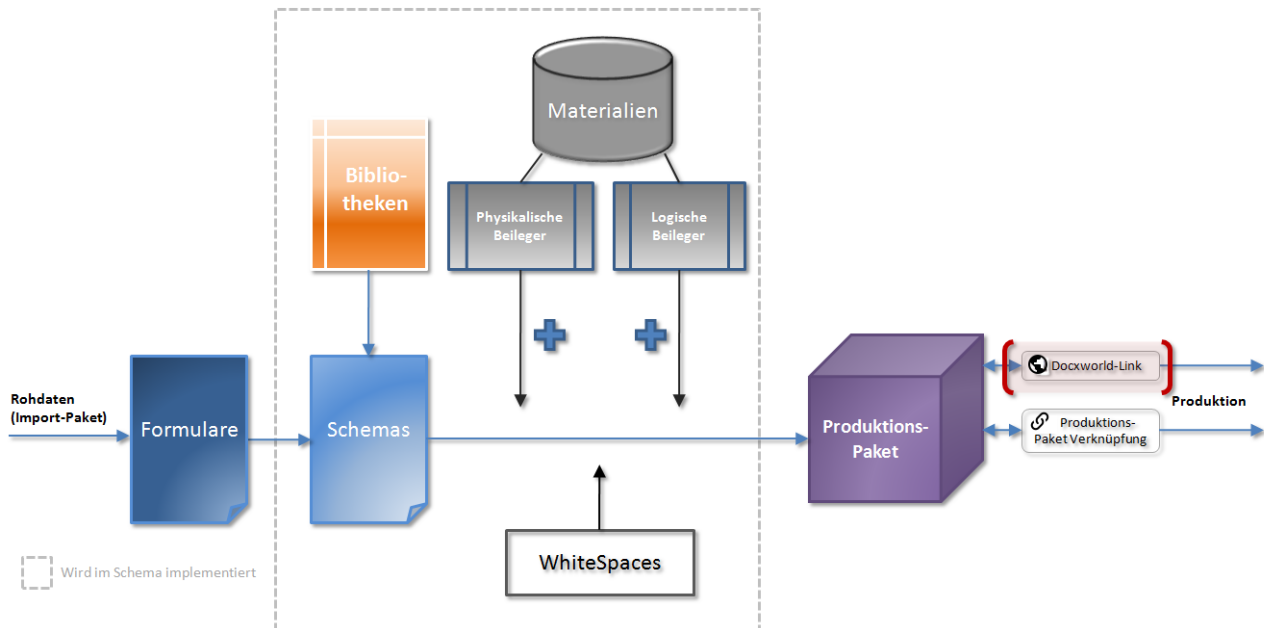 Materialien
Biblio-
theken
Physikalische
Beileger
Logische
Beileger
Rohdaten
(Import-Paket)
Formulare
Schemas
Produktions-
Paket
Docxworld-Link
Produktion
Produktions-
Paket Verknüpfung
WhiteSpaces
Wird im Schema implementiert